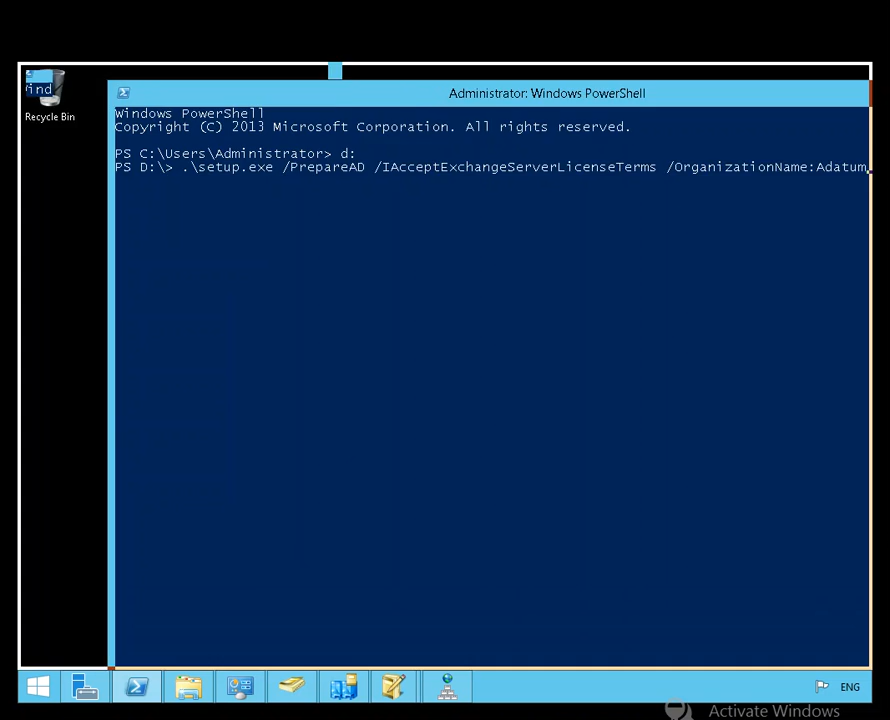 ind
Recycle Bin
Administrator: Windows PowerShell
Windows PowerShell
Copyright (C) 2013 Microsoft Corporation. All rights reserved.
PS C:\Users\Administrator> d:
PS D:\> .\setup.exe /PrepareAD /IAcceptExchangeServerLicenseTerms /OrganizationName:Adatum
ENG
Activate Windows